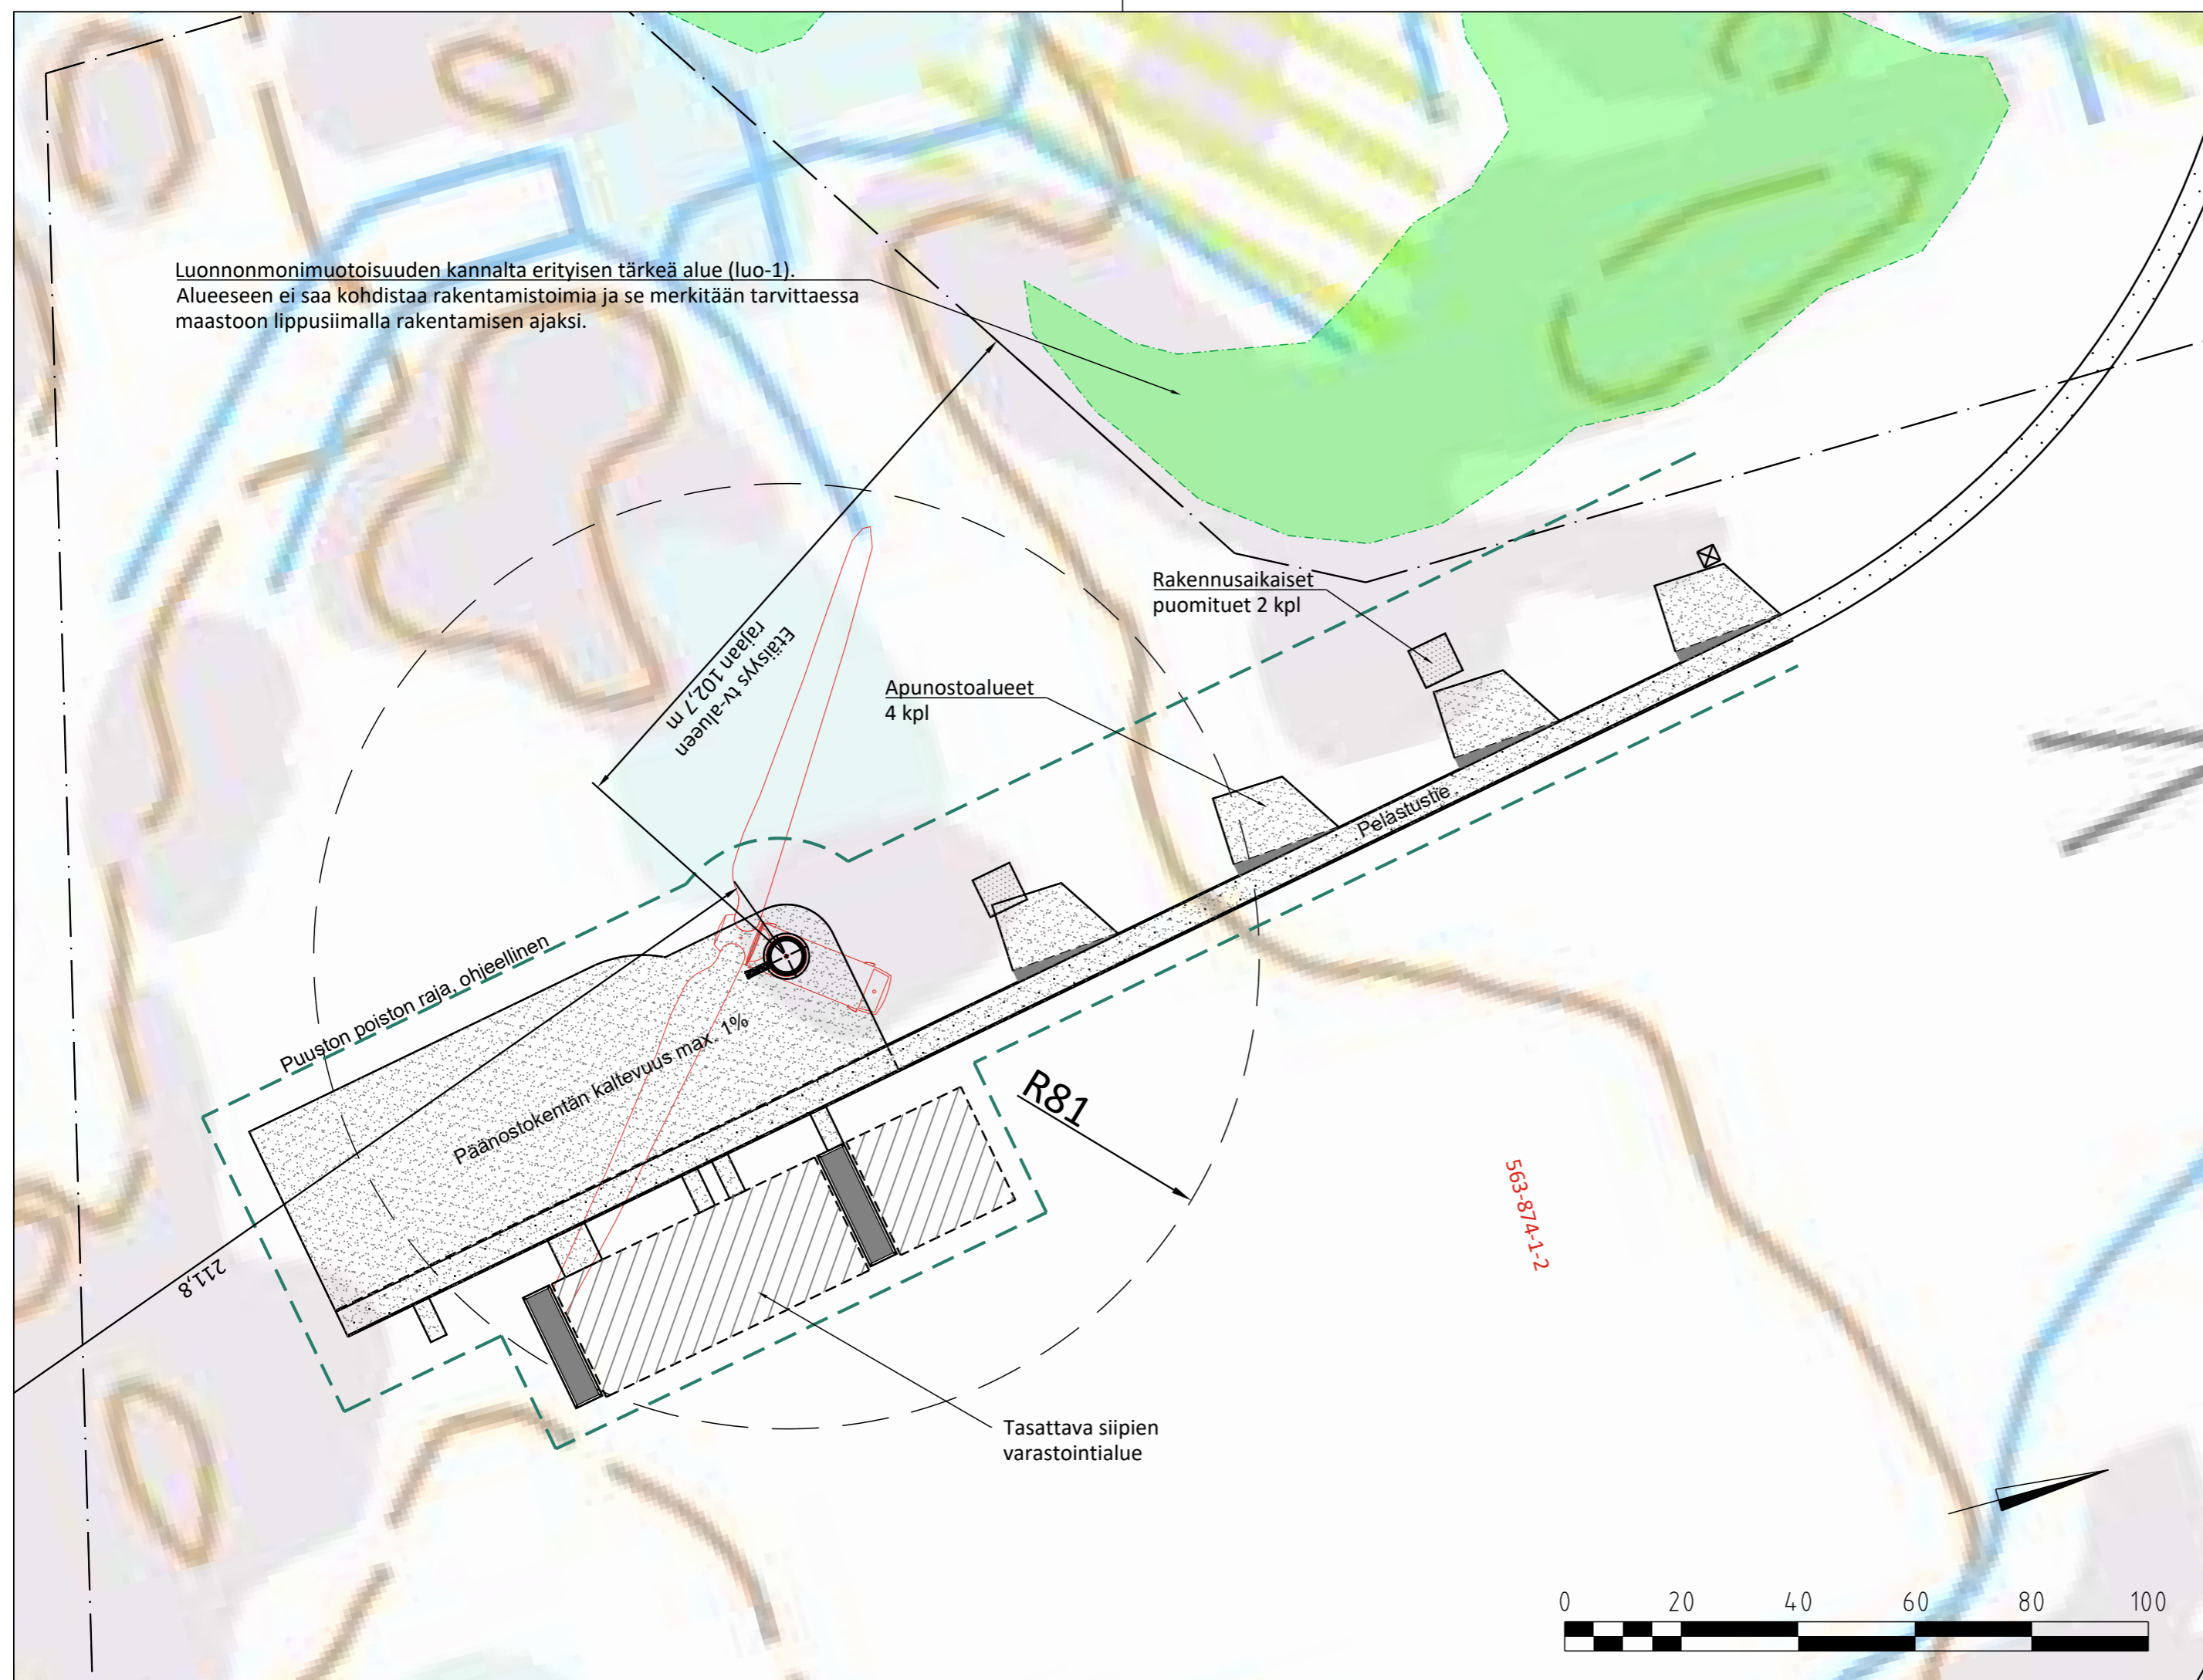 Luonnonmonimuotoisuuden kannalta erityisen tärkeä alue (luo-1).
Alueeseen ei saa kohdistaa rakentamistoimia ja se merkitään tarvittaessa
maastoon lippusiimalla rakentamisen ajaksi.
Etäisyys tv-alueen
rajaan 102,7 m
Rakennusaikaiset
puomituet 2 kpl
Apunostoalueet
4 kpl
Pelastustie
Puuston poiston raja, ohjeellinen
Päänostokentän kaltevuus max. 1%
R81
563-874-1-2
211,8
Tasattava siipien
varastointialue
0 20 40 60 80 100